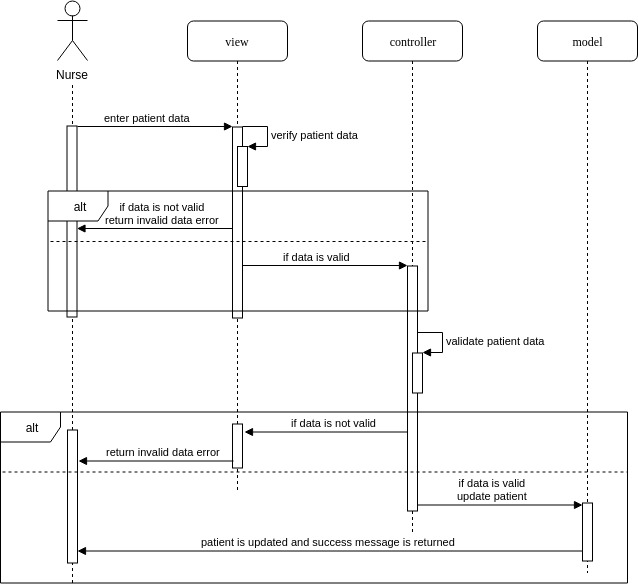 Nurse
view
controller
model
enter patient data
verify patient data
alt
if data is not valid
return invalid data error
if data is valid
validate patient data
alt
if data is not valid
return invalid data error
if data is valid
update patient
patient is updated and success message is returned